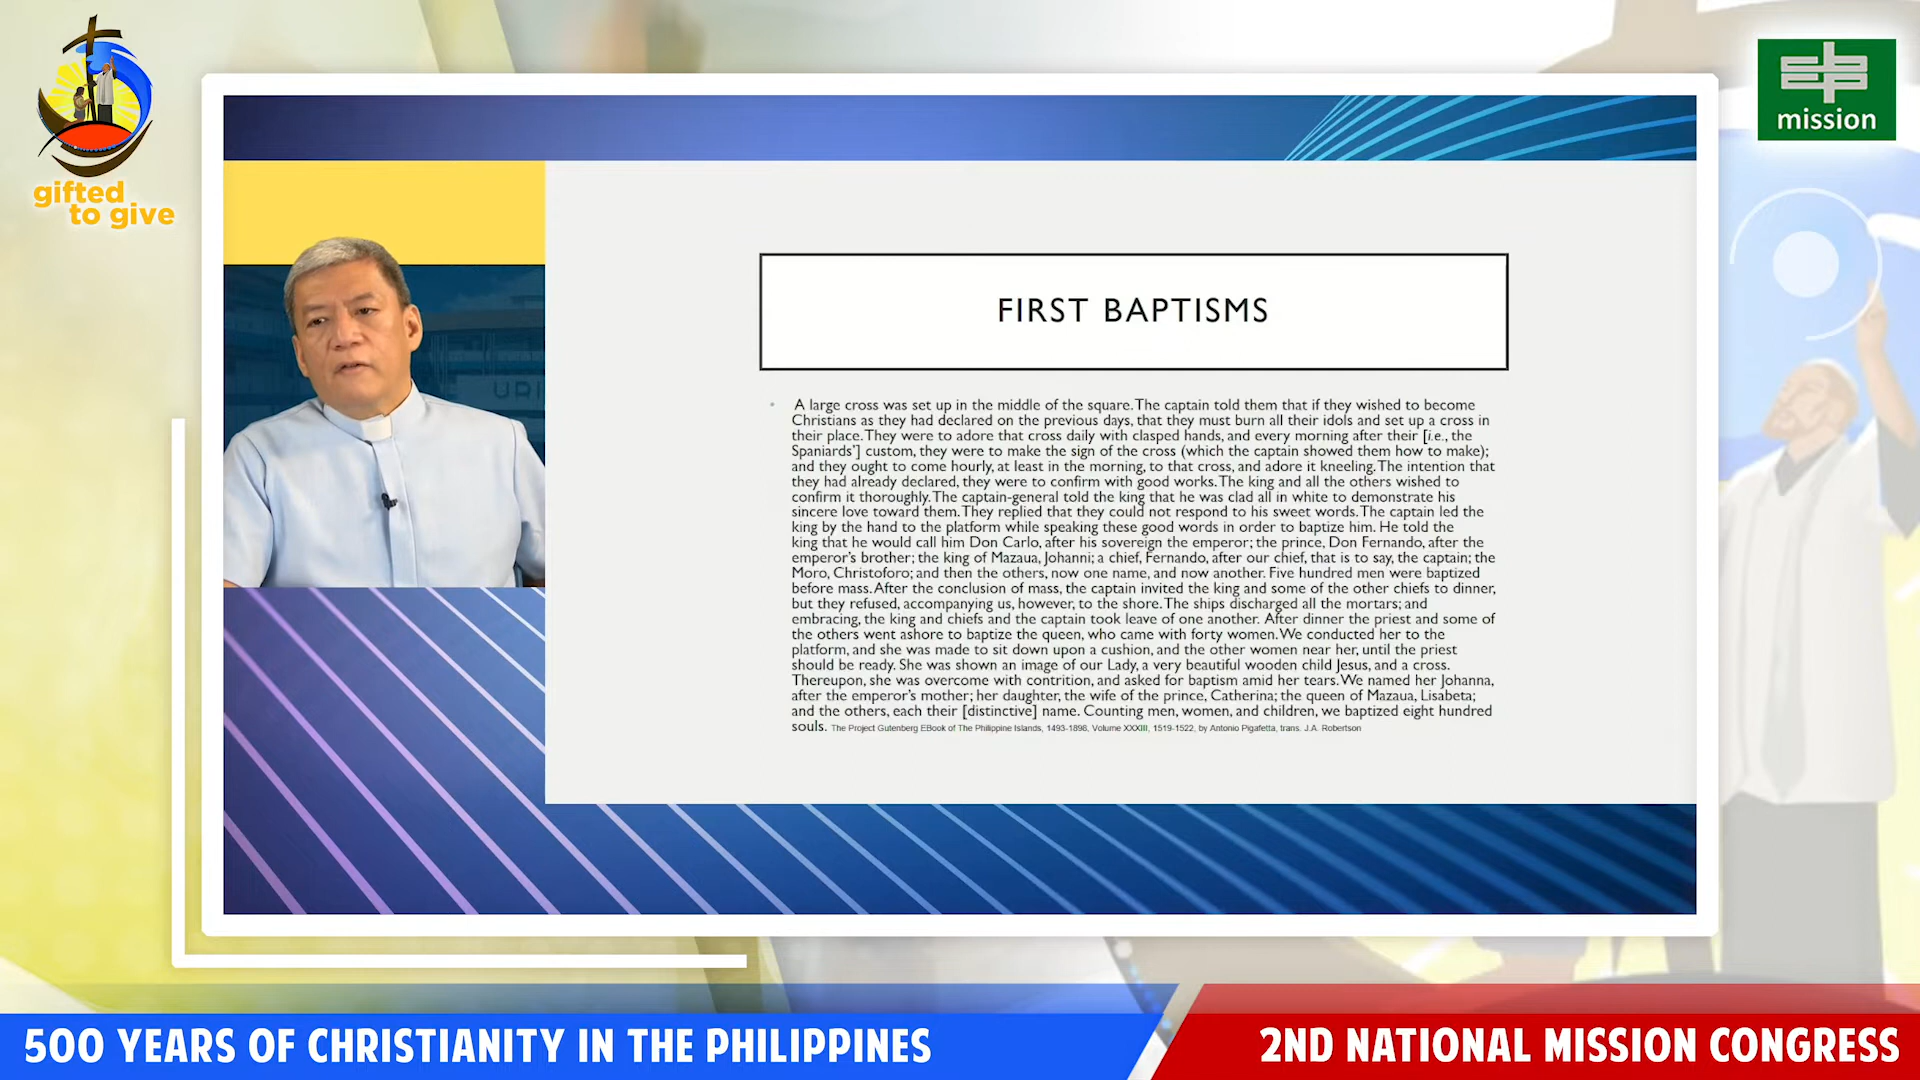 gifted
to give
mission
FIRST BAPTISMS
• A large cross was set up in the middle of the square. The captain told them that if they wished to become
Christians as they had declared on the previous days, that they must burn all their idols and set up a cross in
their place. They were to adore that cross daily with clasped hands, and every morning after their [i.e., the
Spaniards'] custom, they were to make the sign of the cross (which the captain showed them how to make);
and they ought to come hourly, at least in the morning, to that cross, and adore it kneeling. The intention that
they had already declared, they were to confirm with good works. The king and all the others wished to
confirm it thoroughly. The captain-general told the king that he was clad all in white to demonstrate his
sincere love toward them. They replied that they could not respond to his sweet words. The captain led the
king by the hand to the platform while speaking these good words in order to baptize him. He told the
king that he would call him Don Carlo, after his sovereign the emperor; the prince, Don Fernando, after the
emperor's brother; the king of Mazaua, Johanni; a chief, Fernando, after our chief, that is to say, the captain; the
Moro, Christoforo; and then the others, now one name, and now another. Five hundred men were baptized
before mass. After the conclusion of mass, the captain invited the king and some of the other chiefs to dinner,
but they refused, accompanying us, however, to the shore. The ships discharged all the mortars; and
embracing, the king and chiefs and the captain took leave of one another. After dinner the priest and some of
the others went ashore to baptize the queen, who came with forty women. We conducted her to the
platform, and she was made to sit down upon a cushion, and the other women near her, until the priest
should be ready. She was shown an image of our Lady, a very beautiful wooden child Jesus, and a cross.
Thereupon, she was overcome with contrition, and asked for baptism amid her tears. We named her Johanna,
after the emperor's mother; her daughter, the wife of the prince, Catherina; the queen of Mazaua, Lisabeta;
and the others, each their [distinctive] name. Counting men, women, and children, we baptized eight hundred
souls. The Project Gutenberg EBook of The Philippine Islands, 1493-1898, Volume XXXIII, 1519-1522, by Antonio Pigafetta, trans. J.A. Robertson
500 YEARS OF CHRISTIANITY IN THE PHILIPPINES
2ND NATIONAL MISSION CONGRESS